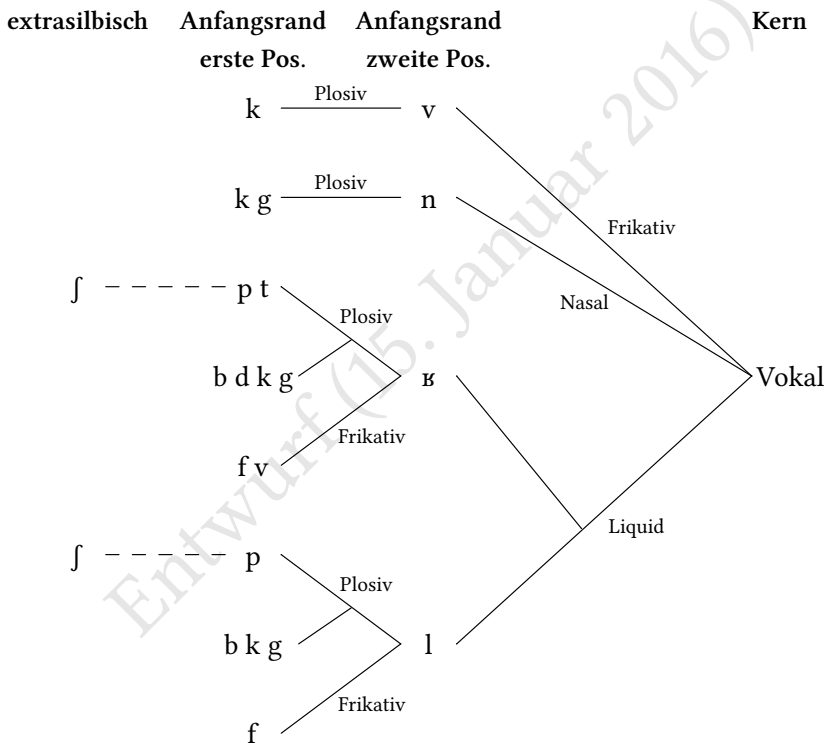 extrasilbisch Anfangsrand Anfangsrand Kern
erste Pos. zweite Pos.
k Plosiv v
k g Plosiv n
Frikativ
ʃ p t Nasal
Plosiv
b d k g ʁ Vokal
Frikativ
f v
Liquid
ʃ p
Plosiv
b k g l
Frikativ
f
Entwurf (15. Januar 2016)